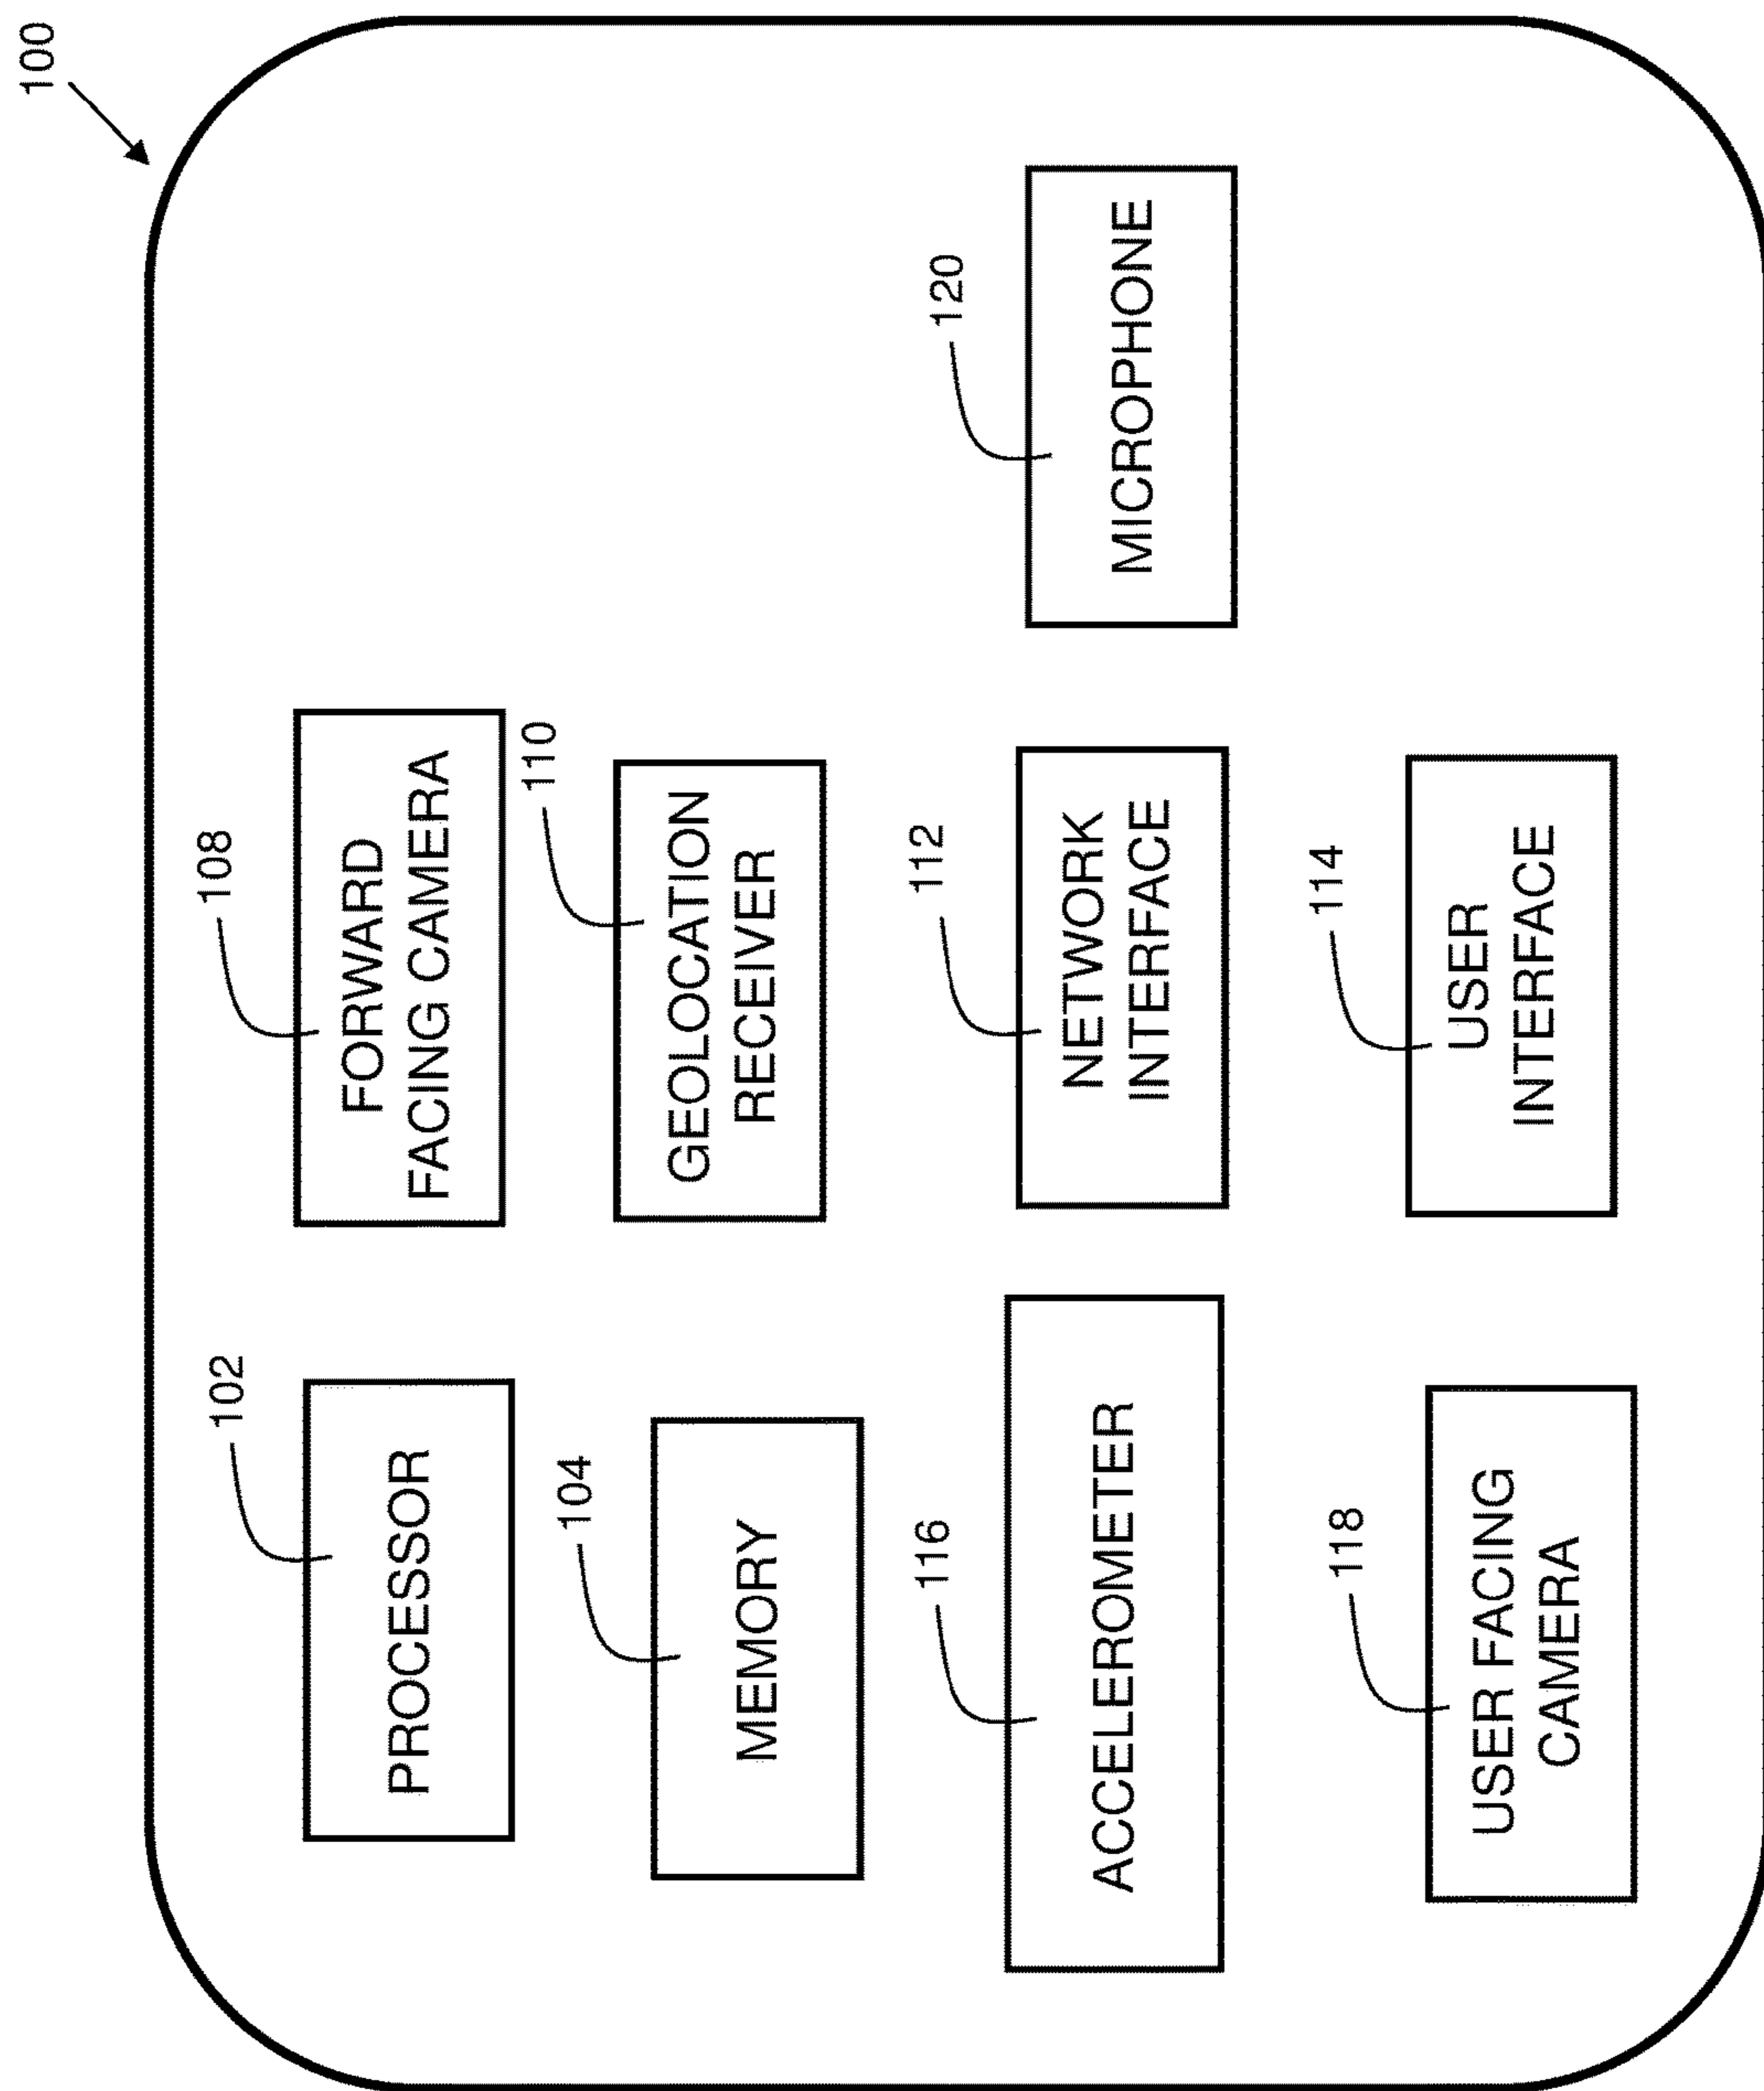 100
102
PROCESSOR
104
MEMORY
116
ACCELEROMETER
118
USER FACING
CAMERA
108
FORWARD
FACING CAMERA
110
GEOLOCATION
RECEIVER
112
NETWORK
INTERFACE
114
USER
INTERFACE
120
MICROPHONE